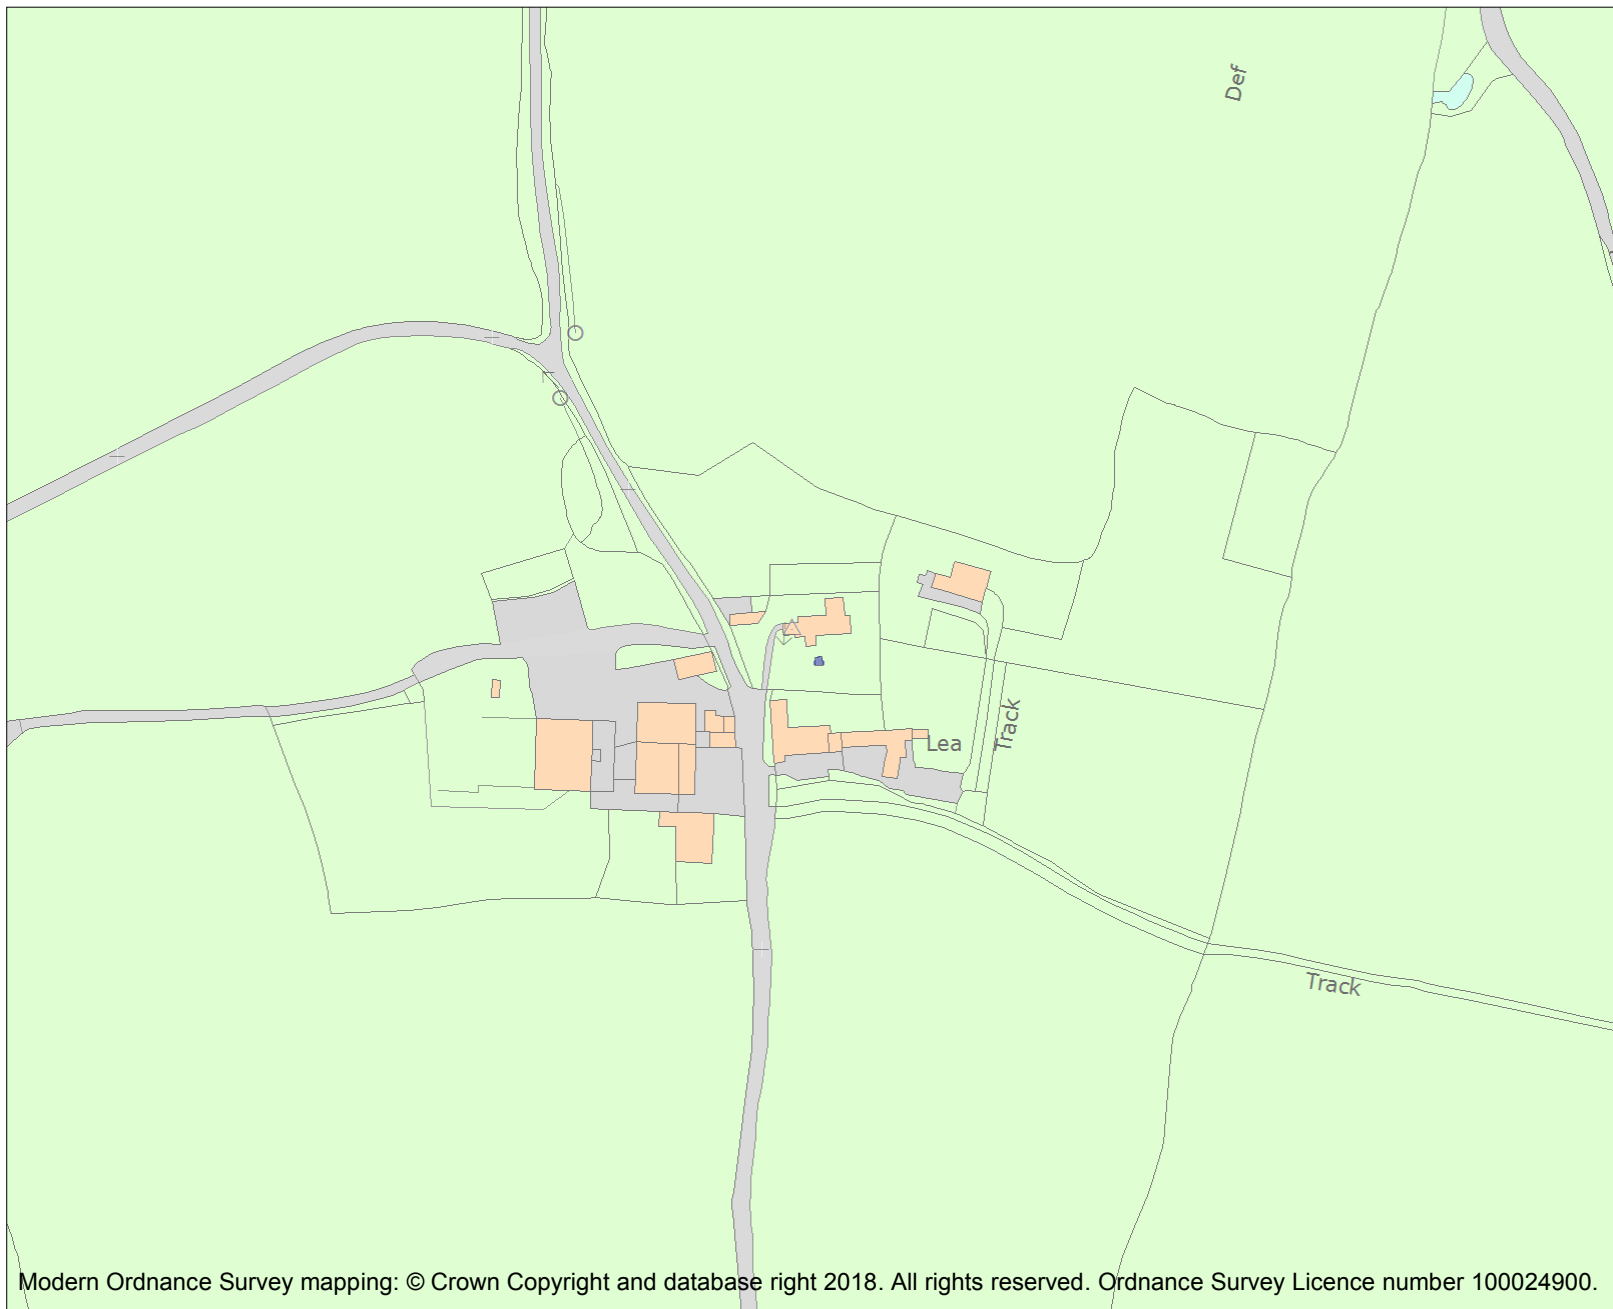 Def
Lea
Track
Track
Modern Ordnance Survey mapping: © Crown Copyright and database right 2018. All rights reserved. Ordnance Survey Licence number 100024900.